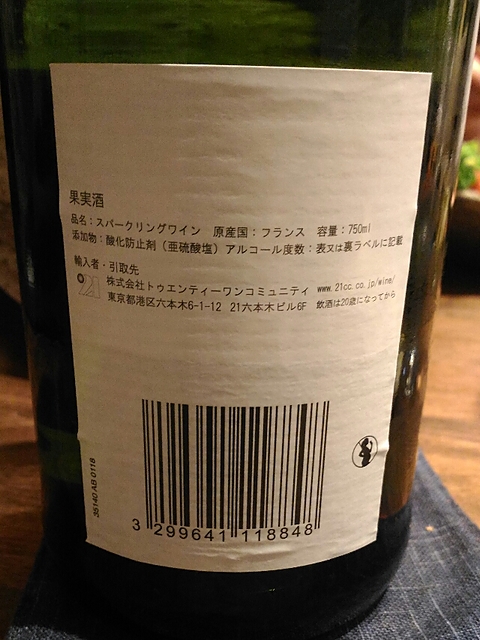 果実酒
品名：スパークリングワイン 原産国：フランス 容量：750ml
添加物：酸化防止剤（亜硫酸塩）アルコール度数：表又は裏ラベルに記載
輸入者・引取先
21 株式会社トゥエンティーワンコミュニティ www.21cc.co.jp/wine/
東京都港区六本木6-1-12 21六本木ビル6F 飲酒は20歳になってから
35140 AB 0118
3 299641 118848